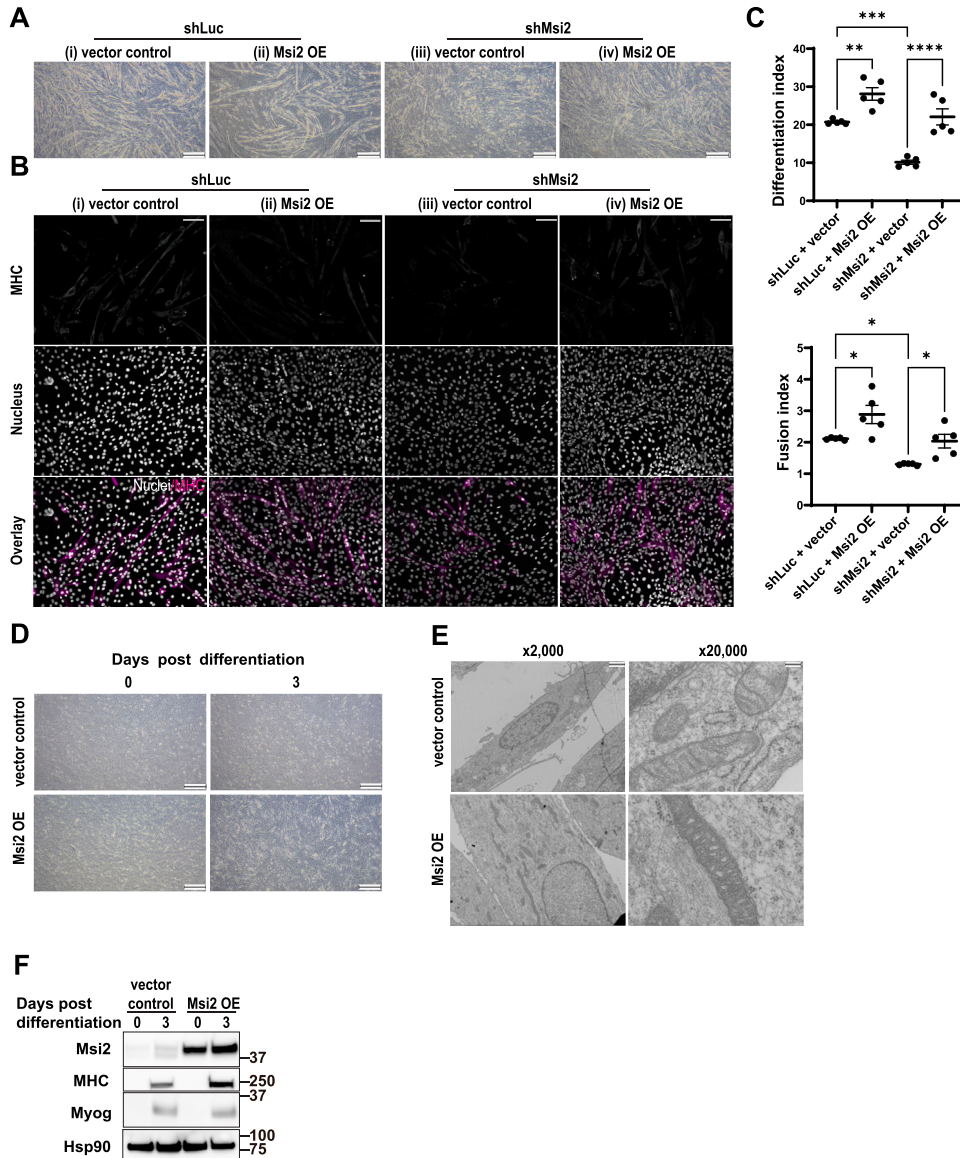 A
shLuc
shMsi2
(i) vector control
(ii) Msi2 OE
(iii) vector control
(iv) Msi2 OE
B
shLuc
shMsi2
(i) vector control
(ii) Msi2 OE
(iii) vector control
(iv) Msi2 OE
MHC
Nucleus
Overlay
Nuclei MHC
C
Differentiation index
40
30
20
10
0
***
**
****
shLuc + vector
shLuc + Msi2 OE
shMsi2 + vector
shMsi2 + Msi2 OE
Fusion index
5
4
3
2
1
0
*
*
*
shLuc + vector
shLuc + Msi2 OE
shMsi2 + vector
shMsi2 + Msi2 OE
D
Days post differentiation
0
3
vector control
Msi2 OE
E
x2,000
x20,000
vector control
Msi2 OE
F
vector
control
Msi2 OE
Days post
differentiation
0 3 0 3
Msi2
37
MHC
250
37
Myog
Hsp90
100
75